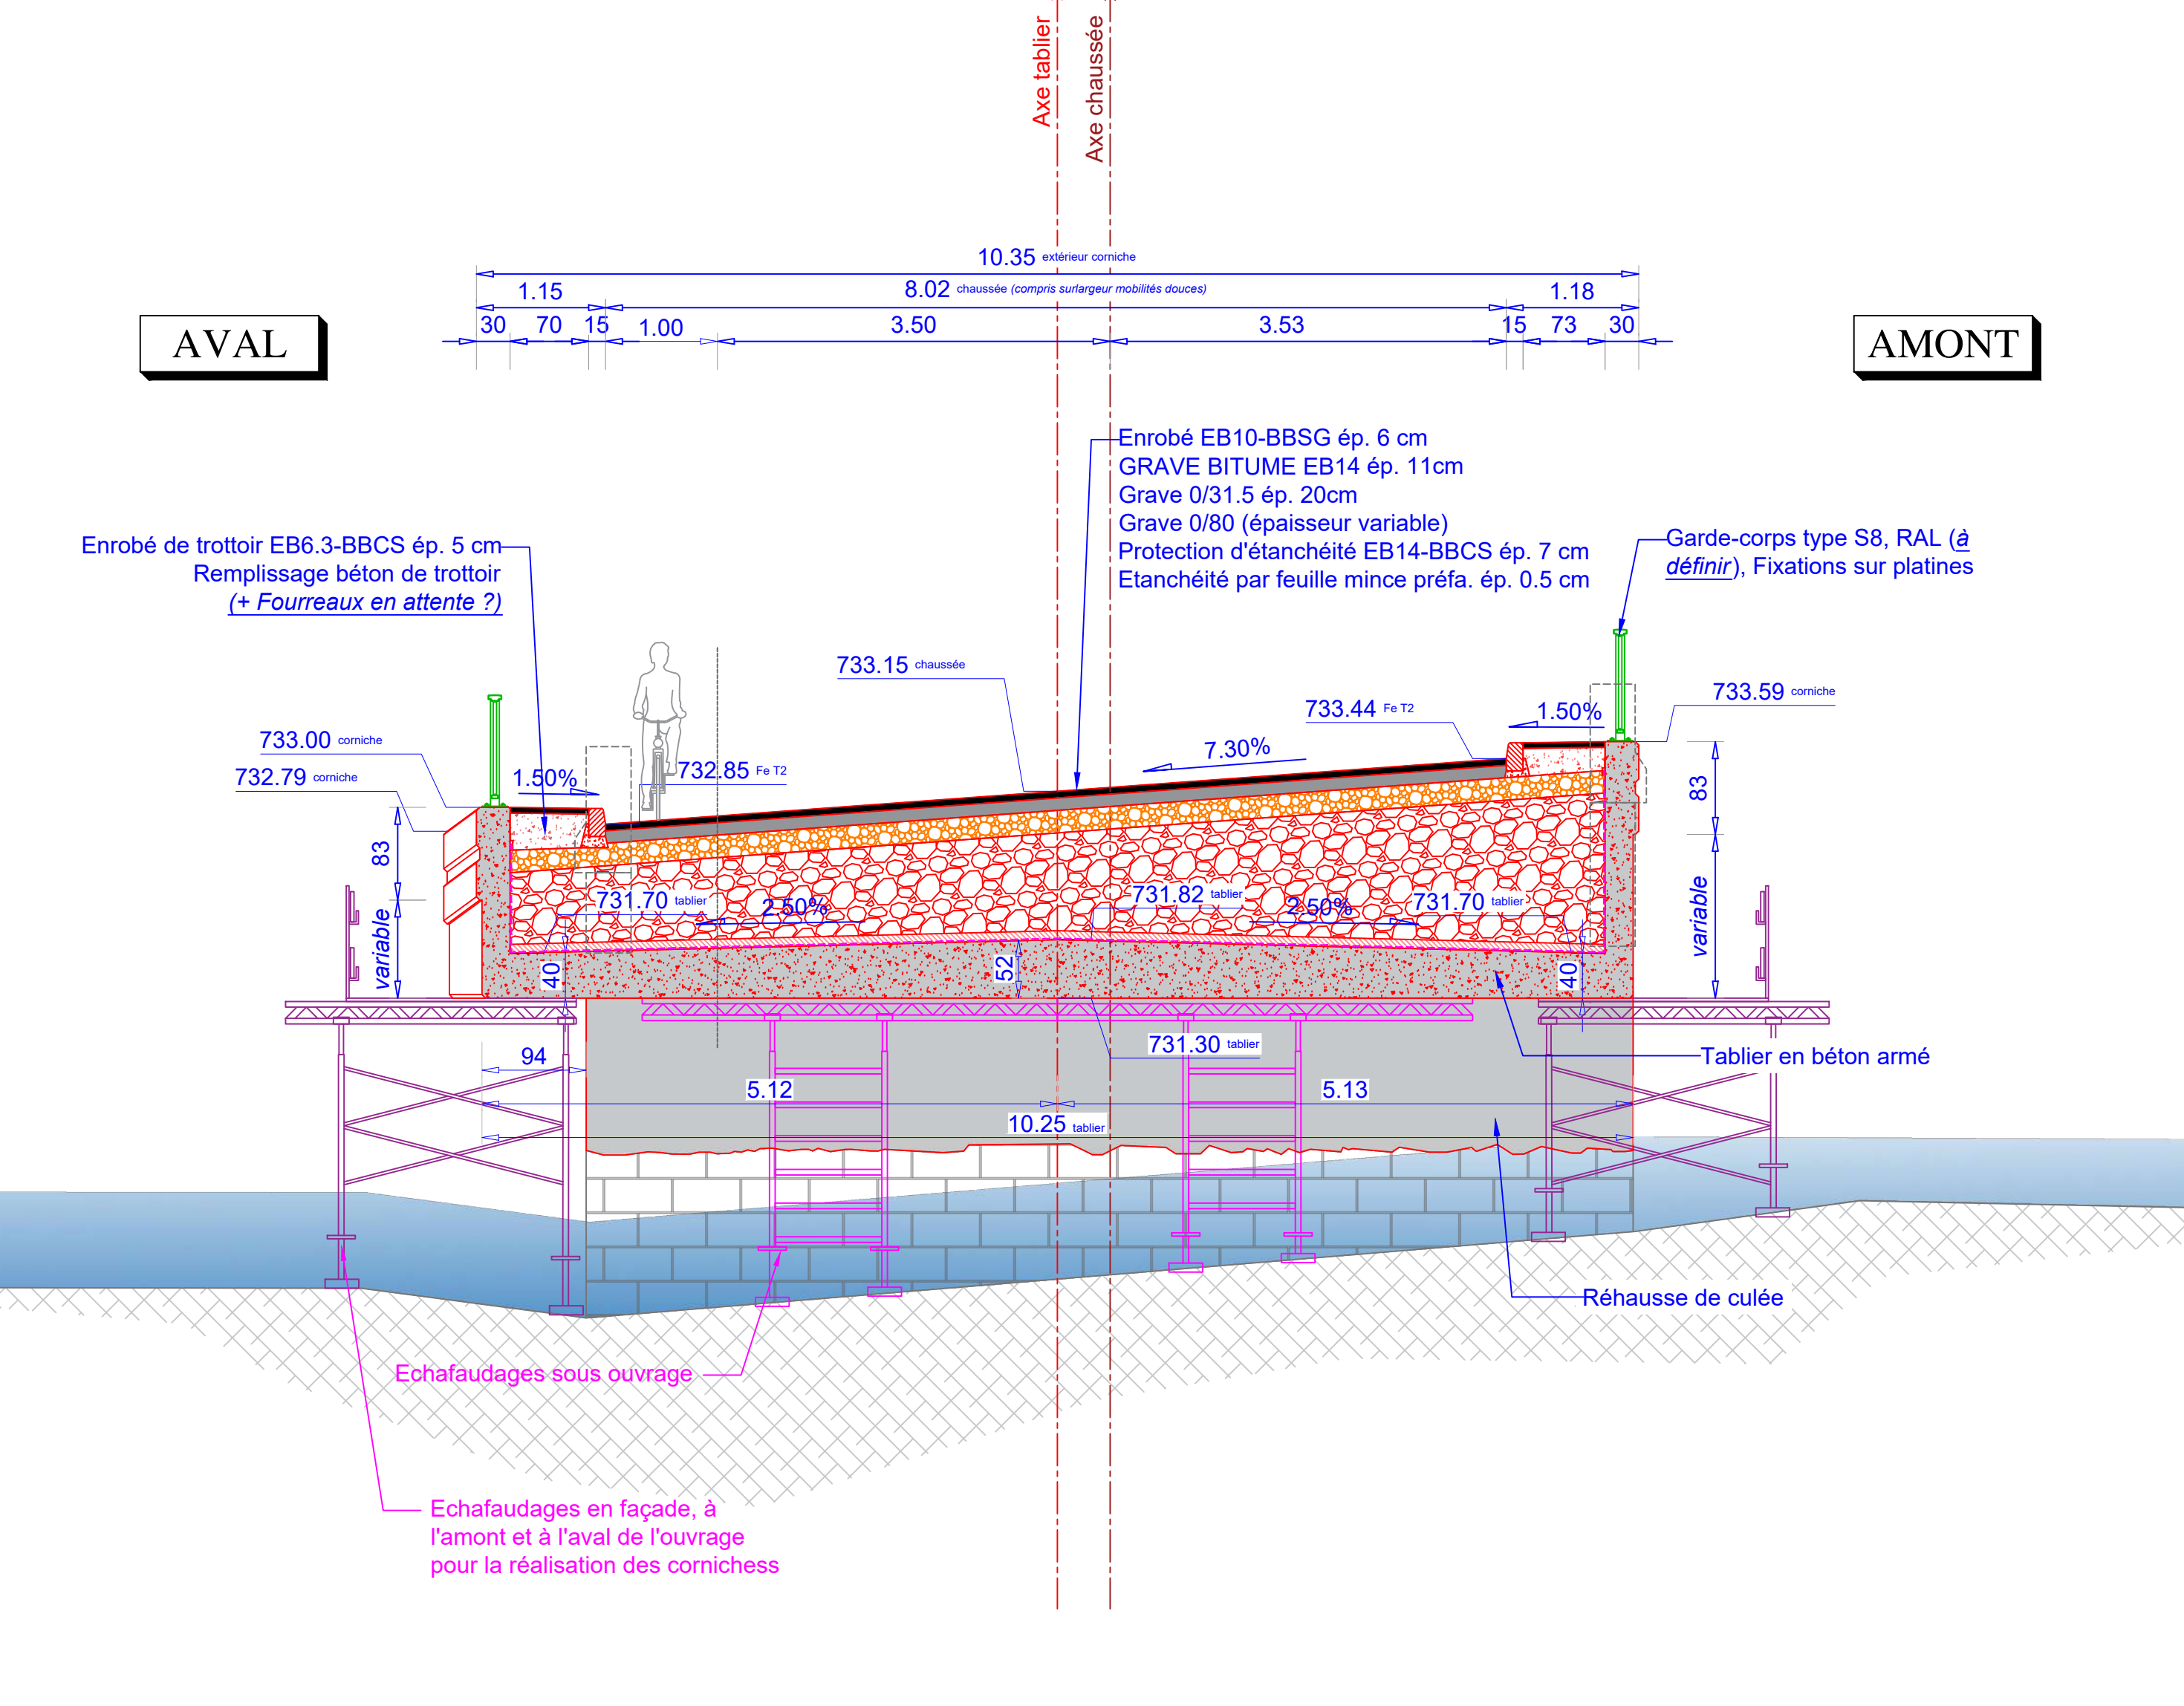 Axe tablier
Axe chaussée
10.35 extérieur corniche
1.15
8.02 chaussée (compris surlargeur mobilités douces)
1.18
30
70
15
1.00
3.50
3.53
15
73
30
AVAL
AMONT
Enrobé EB10-BBSG ép. 6 cm
GRAVE BITUME EB14 ép. 11cm
Grave 0/31.5 ép. 20cm
Grave 0/80 (épaisseur variable)
Protection d'étanchéité EB14-BBCS ép. 7 cm
Etanchéité par feuille mince préfa. ép. 0.5 cm
Enrobé de trottoir EB6.3-BBCS ép. 5 cm
Remplissage béton de trottoir
(+ Fourreaux en attente ?)
Garde-corps type S8, RAL (à
définir), Fixations sur platines
733.15 chaussée
733.59 corniche
733.44 Fe T2
1.50%
733.00 corniche
7.30%
732.79 corniche
1.50%
732.85 Fe T2
83
83
731.70 tablier
2.50%
731.82 tablier
2.50%
731.70 tablier
variable
variable
40
52
40
731.30 tablier
94
Tablier en béton armé
5.12
5.13
10.25 tablier
Réhausse de culée
Echafaudages sous ouvrage
Echafaudages en façade, à
l'amont et à l'aval de l'ouvrage
pour la réalisation des cornichess